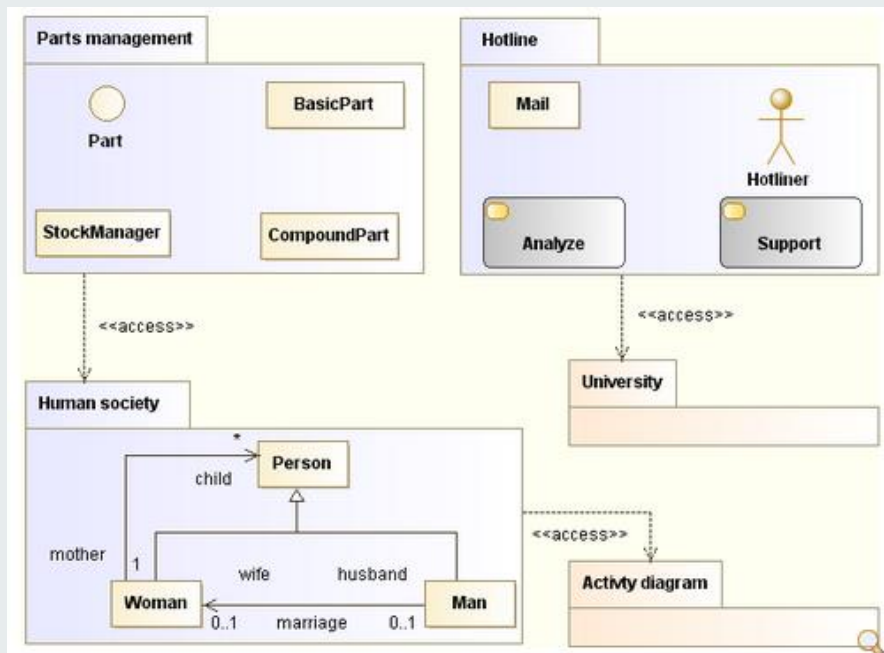 Parts management
Part
BasicPart
StockManager
CompoundPart
<<access>>
Hotline
Mail
Hotliner
Analyze
Support
<<access>>
University
Human society
*
Person
child
mother
1
wife
husband
Woman
Man
0..1
marriage
0..1
<<access>>
Activty diagram